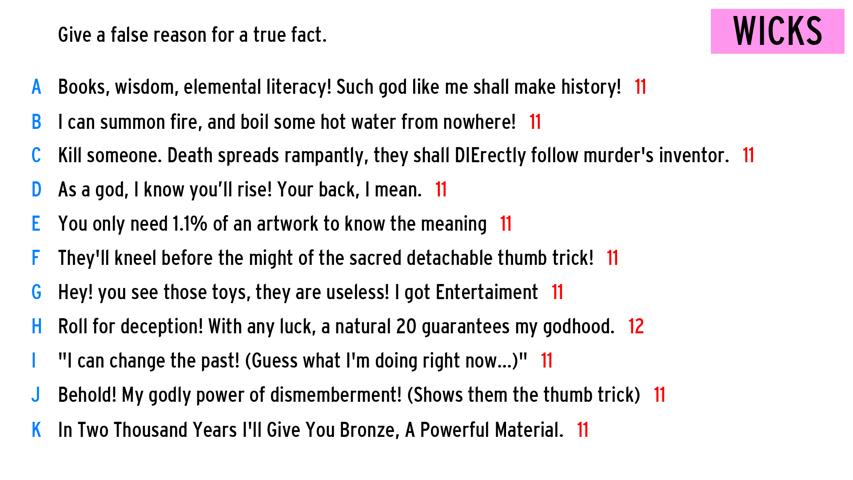 Give a false reason for a true fact.
WICKS
A Books, wisdom, elemental literacy! Such god like me shall make history! 11
B I can summon fire, and boil some hot water from nowhere! 11
C Kill someone. Death spreads rampantly, they shall DIErectly follow murder's inventor. 11
D As a god, I know you’ll rise! Your back, I mean. 11
E You only need 1.1% of an artwork to know the meaning 11
F They'll kneel before the might of the sacred detachable thumb trick! 11
G Hey! you see those toys, they are useless! I got Entertaiment 11
H Roll for deception! With any luck, a natural 20 guarantees my godhood. 12
I "I can change the past! (Guess what I'm doing right now...)" 11
J Behold! My godly power of dismemberment! (Shows them the thumb trick) 11
K In Two Thousand Years I'll Give You Bronze, A Powerful Material. 11